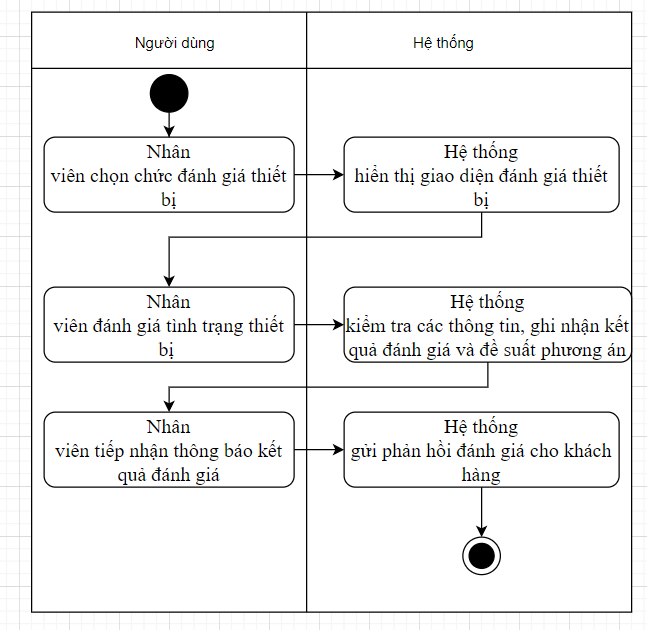 Người dùng
Hệ thống
Nhân
viên chọn chức đánh giá thiết
bị
Hệ thống
hiển thị giao diện đánh giá thiết
bị
Nhân
viên đánh giá tình trạng thiết
bị
Hệ thống
kiểm tra các thông tin, ghi nhận kết
quả đánh giá và đề suất phương án
Nhân
viên tiếp nhận thông báo kết
quả đánh giá
Hệ thống
gửi phản hồi đánh giá cho khách
hàng